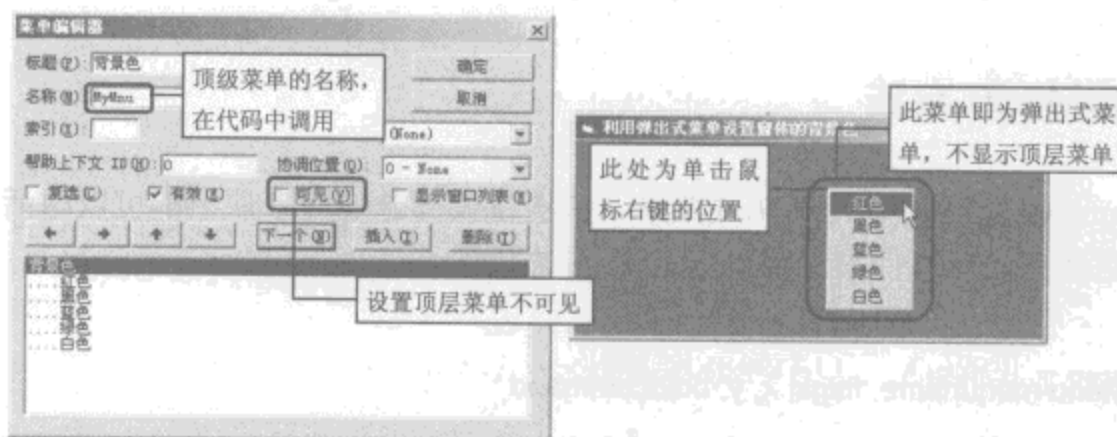 菜单编辑器
标题(P): 背景色
确定
名称(M): MyMnu
取消
顶级菜单的名称，
在代码中调用
索引(X):
(None)
帮助上下文 ID(H): 0
协调位置(O): 0 - None
复选(C)
有效(E)
可见(Y)
显示窗口列表(W)
下一个(N)
插入(I)
删除(T)
背景色
....红色
....黑色
....蓝色
....绿色
....白色
设置顶层菜单不可见
利用弹出式菜单设置窗体的背景色
此处为单击鼠
标右键的位置
此菜单即为弹出式菜
单，不显示顶层菜单
红色
黑色
蓝色
绿色
白色